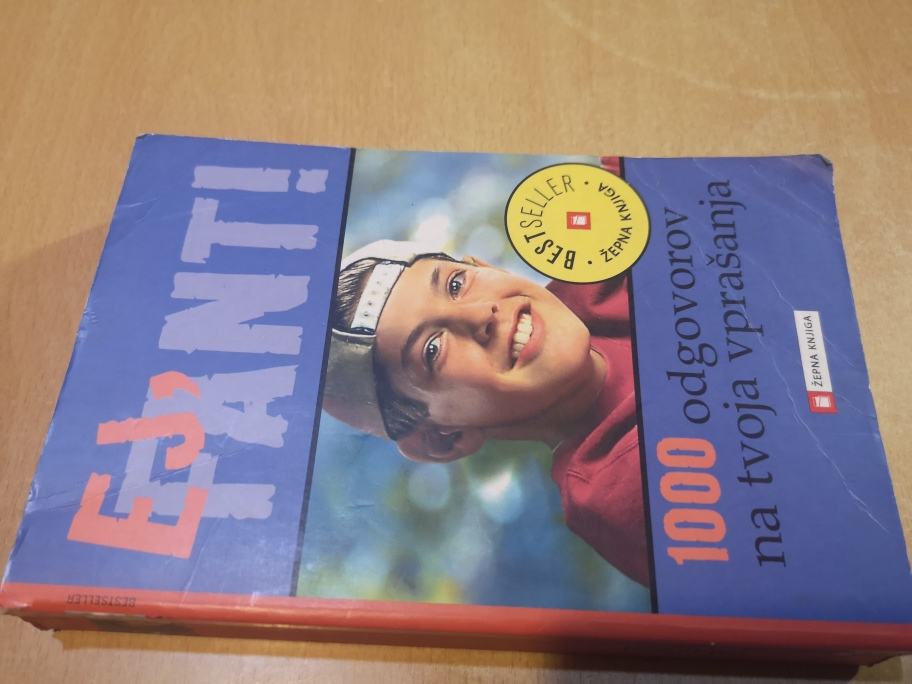 EJ,
FANT!
BESTSELLER •
ŽEPNA KNJIGA •
1000 odgovorov
na tvoja vprašanja
ŽEPNA KNJIGA
BESTSELLER